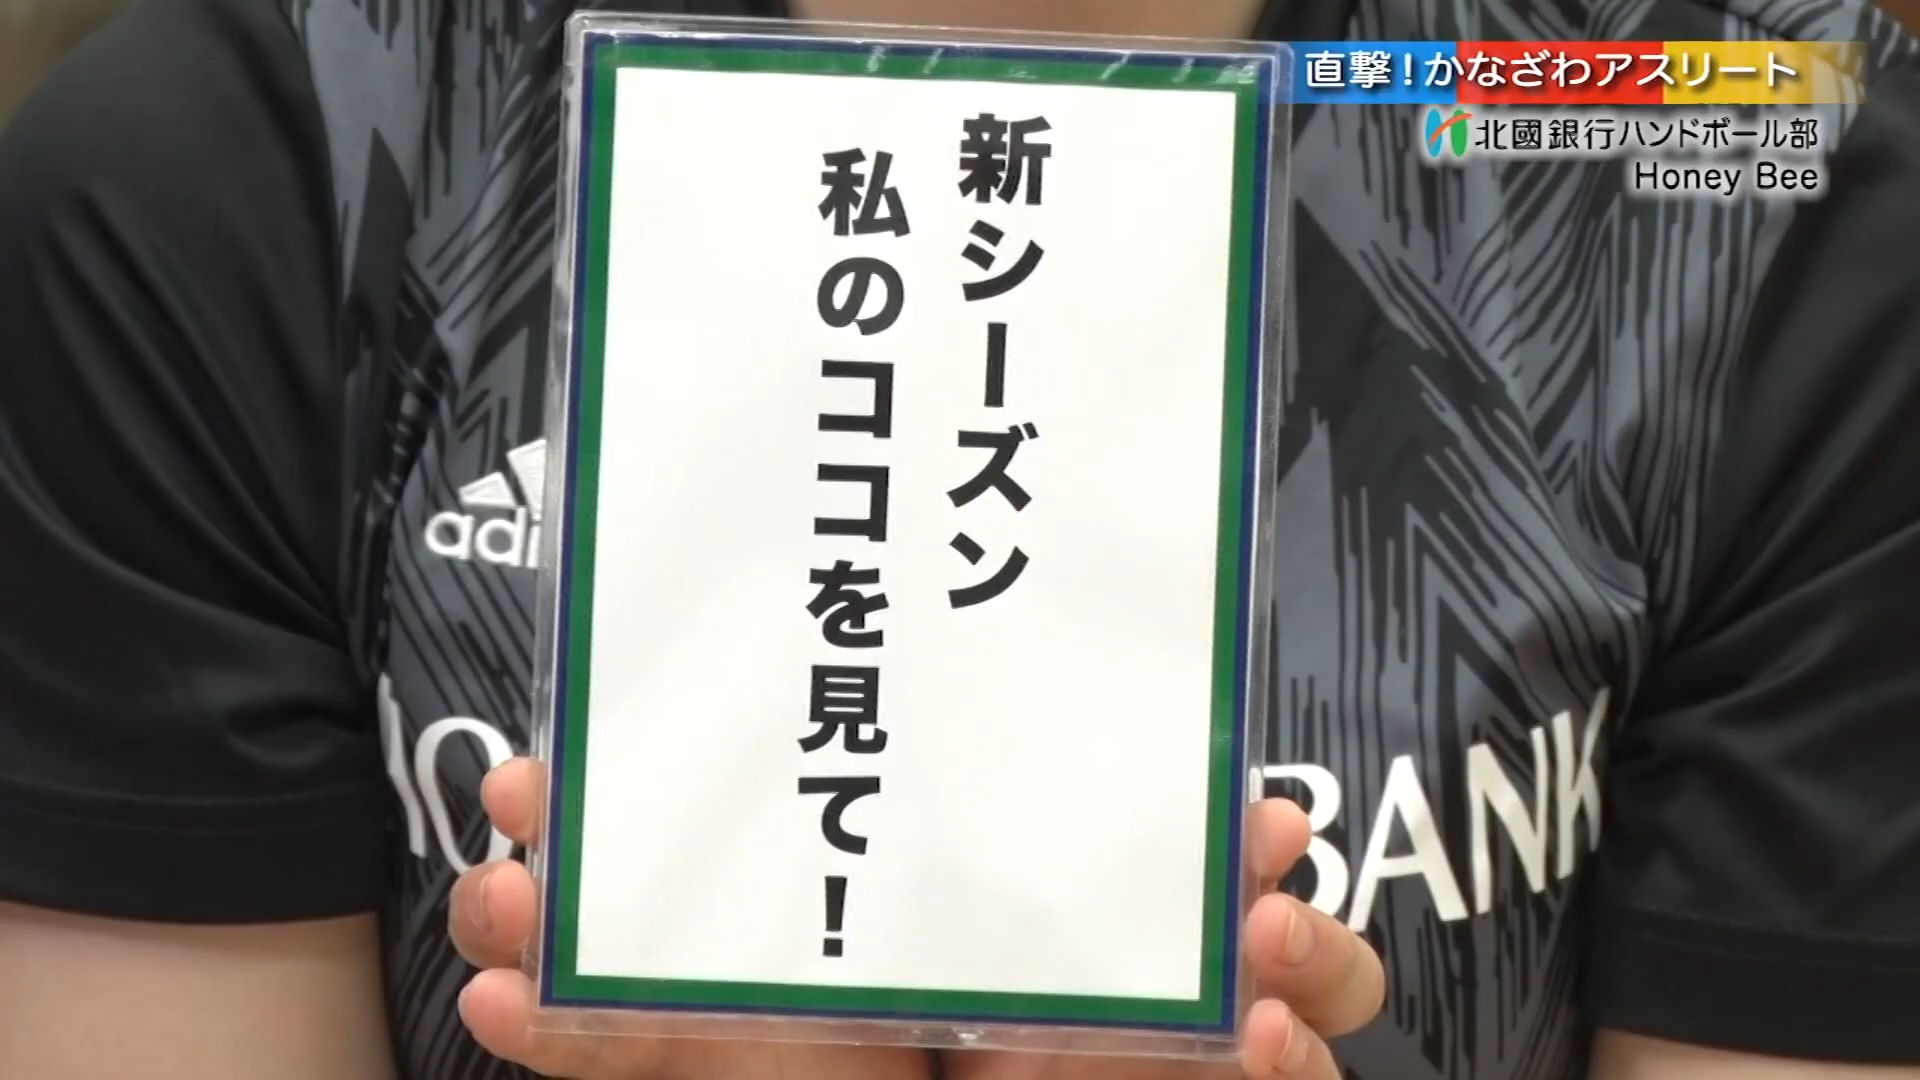 直撃！かなざわアスリート
北國銀行ハンドボール部
Honey Bee
新シーズン
私のココを見て！
adi
BANK